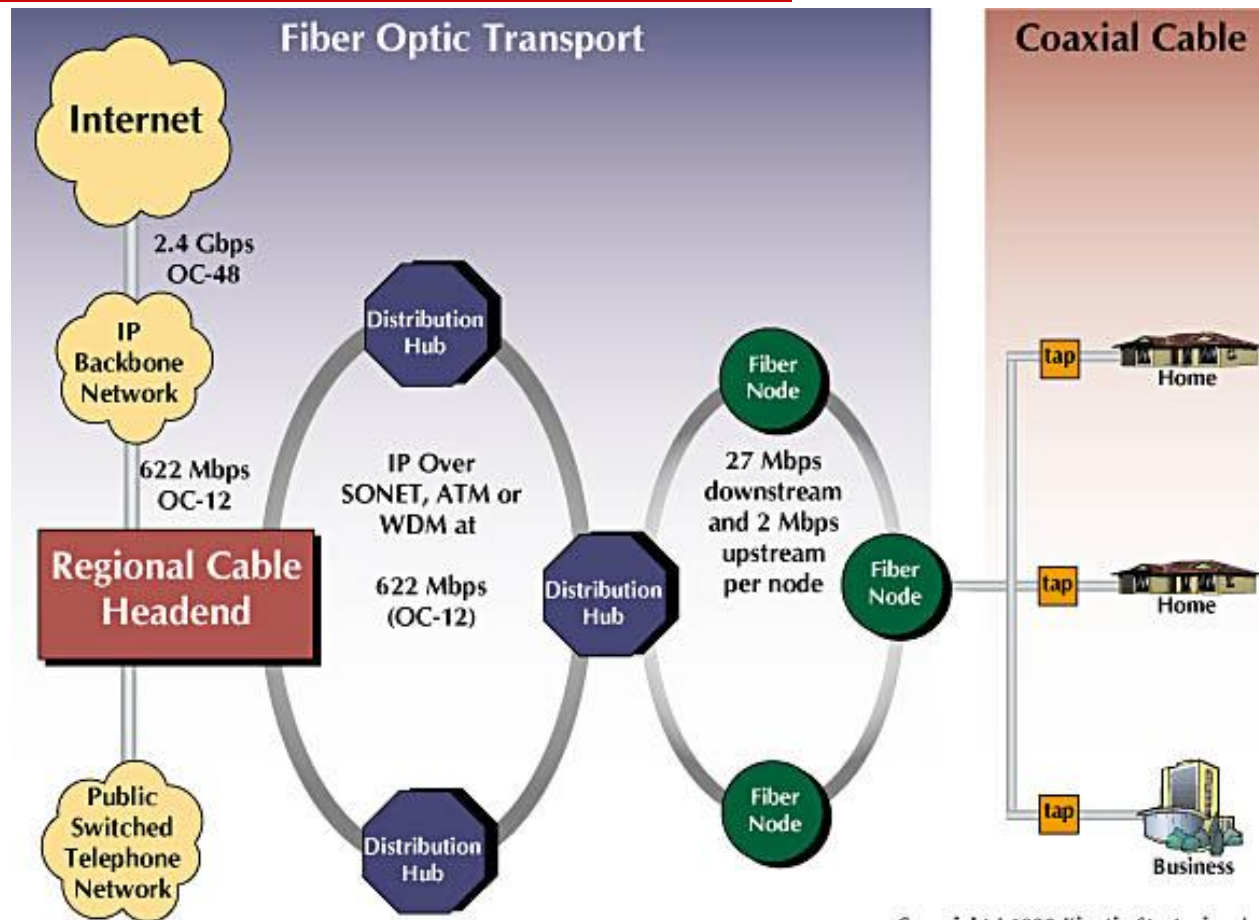 Fiber Optic Transport
Coaxial Cable
Internet
2.4 Gbps
OC-48
IP
Backbone
Network
622 Mbps
OC-12
Regional Cable
Headend
Public
Switched
Telephone
Network
Distribution
Hub
IP Over
SONET, ATM or
WDM at
622 Mbps
(OC-12)
Distribution
Hub
Distribution
Hub
Fiber
Node
27 Mbps
downstream
and 2 Mbps
upstream
per node
Fiber
Node
Fiber
Node
tap
Home
tap
Home
tap
Business